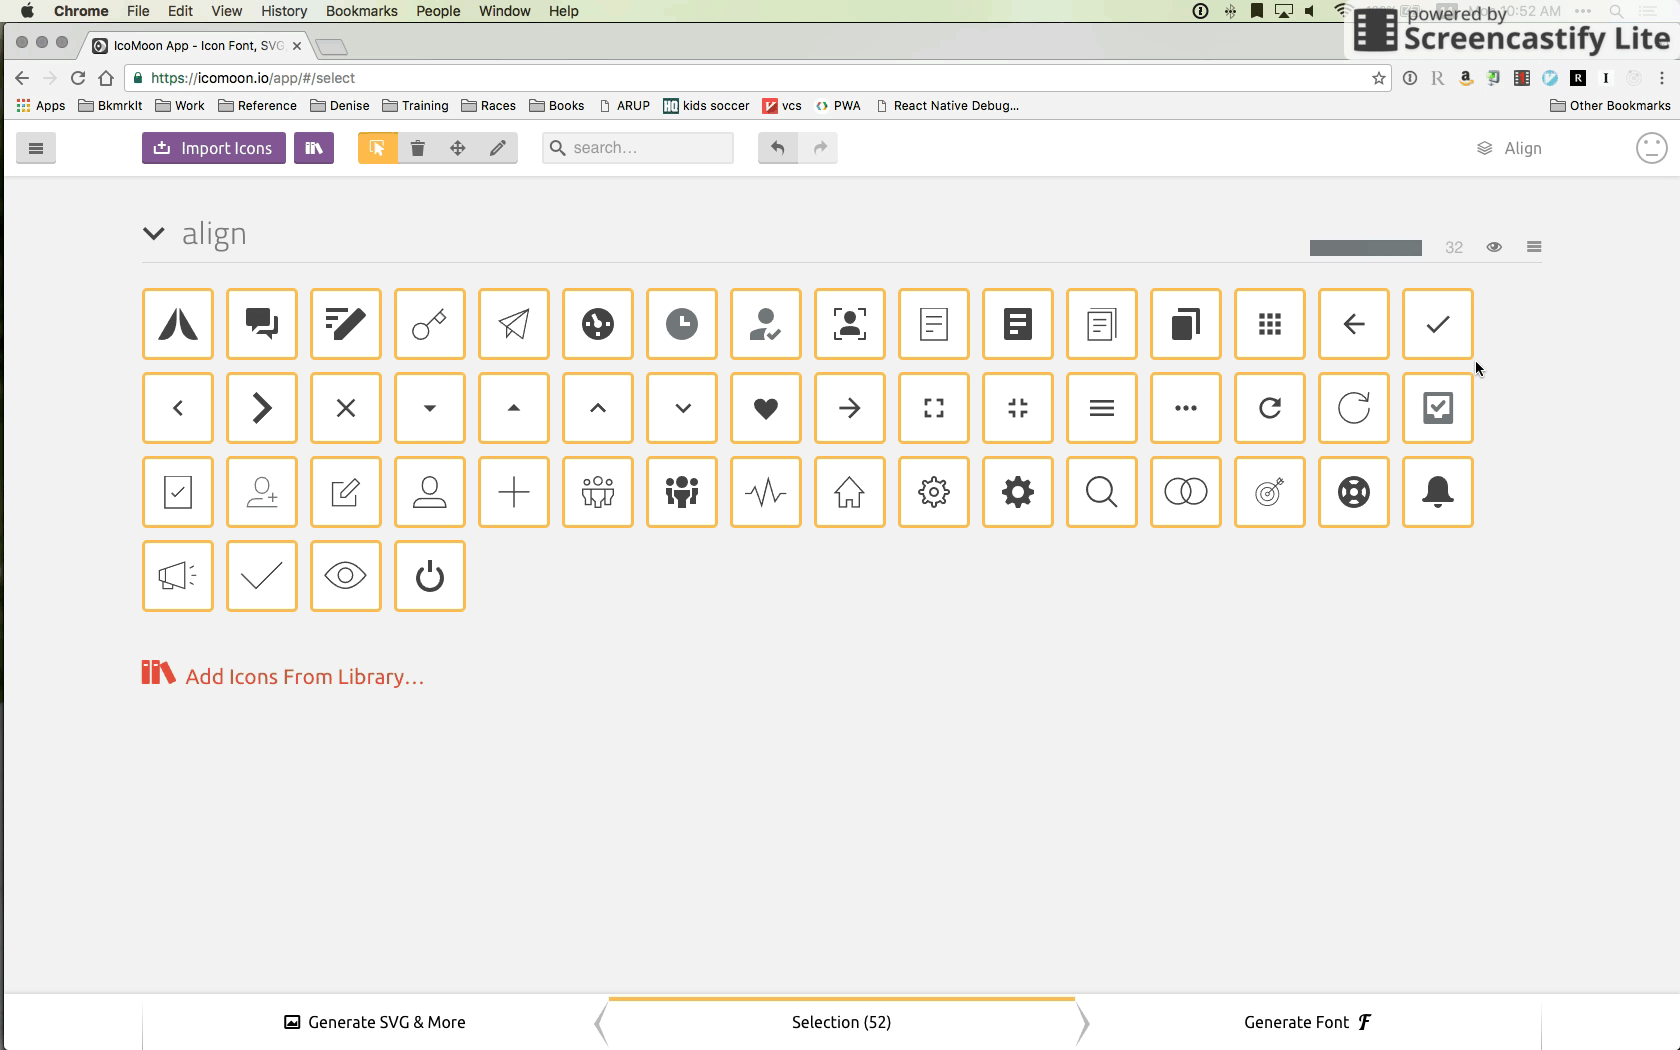 Chrome File Edit View History Bookmarks People Window Help
10:52 AM
powered by
Screencastify Lite
IcoMoon App - Icon Font, SVG
https://icomoon.io/app/#/select
Apps Bkmrklt Work Reference Denise Training Races Books ARUP HQ kids soccer vcs PWA React Native Debug... Other Bookmarks
Import Icons search... Align
align
32
Add Icons From Library...
Generate SVG & More Selection (52) Generate Font